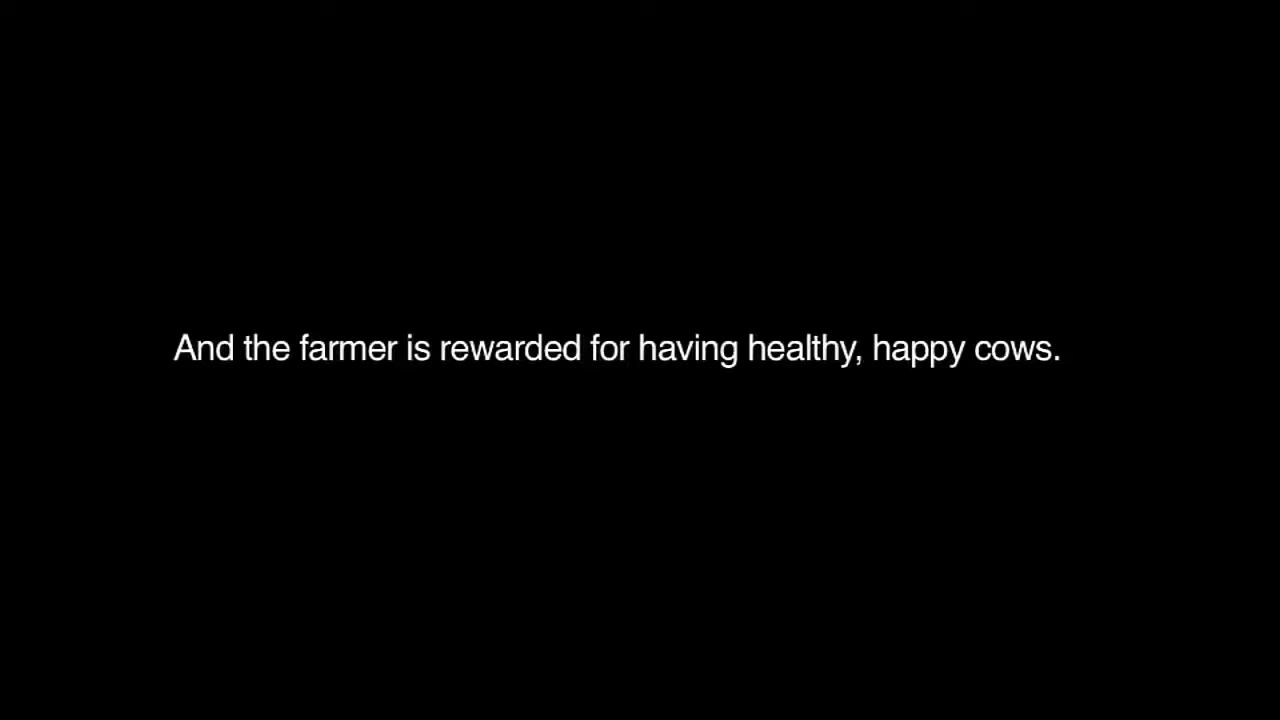 And the farmer is rewarded for having healthy, happy cows.